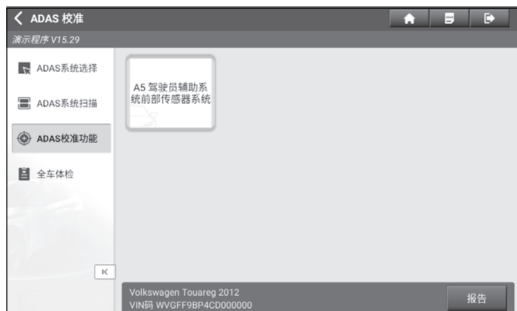 ADAS 校准
演示程序 V15.29
ADAS系统选择
ADAS系统扫描
ADAS校准功能
全车体检
A5 驾驶员辅助系
统前部传感器系统
Volkswagen Touareg 2012
VIN码 WVGFF9BP4CD000000
报告